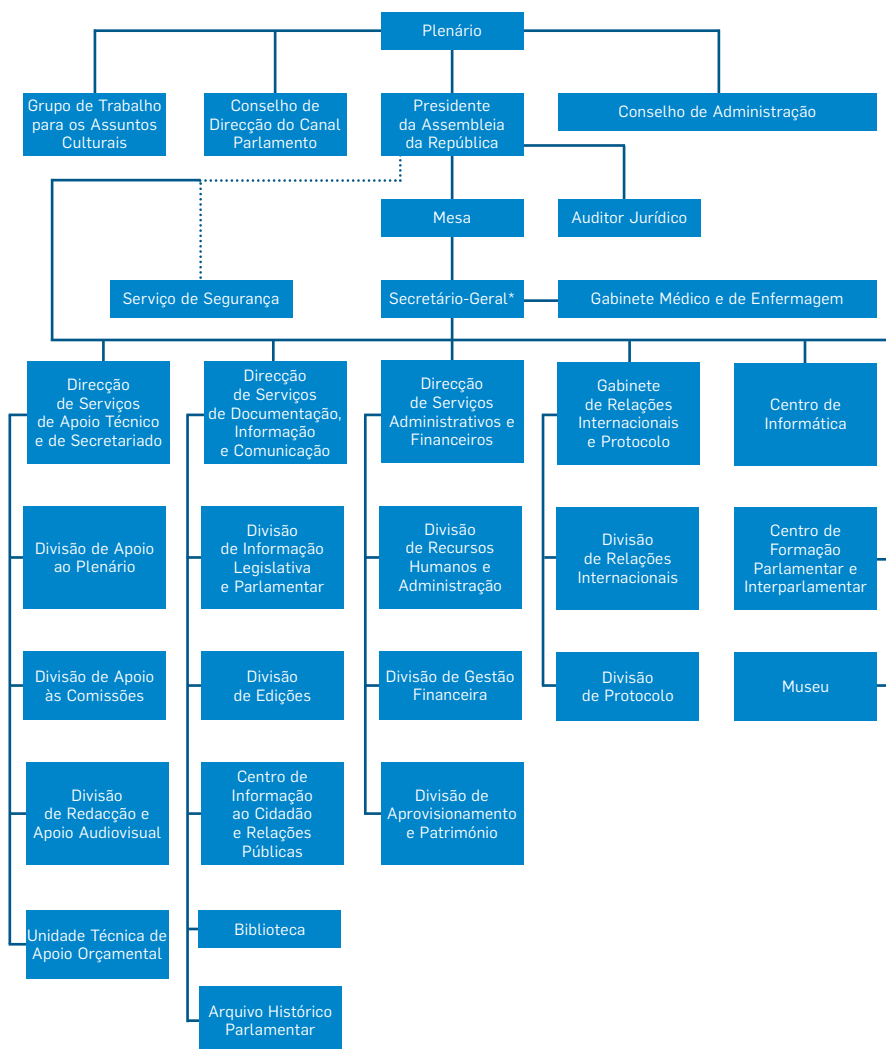 Plenário
Grupo de Trabalho
para os Assuntos
Culturais
Conselho de
Direcção do Canal
Parlamento
Presidente
da Assembleia
da República
Conselho de Administração
Mesa
Auditor Jurídico
Serviço de Segurança
Secretário-Geral*
Gabinete Médico e de Enfermagem
Direcção
de Serviços
de Apoio Técnico
e de Secretariado
Direcção
de Serviços
de Documentação,
Informação
e Comunicação
Direcção
de Serviços
Administrativos e
Financeiros
Gabinete
de Relações
Internacionais
e Protocolo
Centro de
Informática
Divisão de Apoio
ao Plenário
Divisão
de Informação
Legislativa
e Parlamentar
Divisão
de Recursos
Humanos e
Administração
Divisão
de Relações
Internacionais
Centro de
Formação
Parlamentar e
Interparlamentar
Divisão de Apoio
às Comissões
Divisão
de Edições
Divisão de Gestão
Financeira
Divisão
de Protocolo
Museu
Divisão
de Redacção e
Apoio Audiovisual
Centro de
Informação
ao Cidadão
e Relações
Públicas
Divisão de
Aprovisionamento
e Património
Unidade Técnica de
Apoio Orçamental
Biblioteca
Arquivo Histórico
Parlamentar